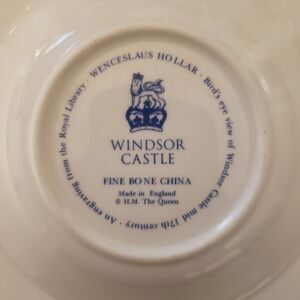 WENCESLAUS HOLLAR · Bird's eye view of Windsor Castle mid 17th century · An engraving from the Royal Library ·
WINDSOR
CASTLE
FINE BONE CHINA
Made in England
© H.M. The Queen